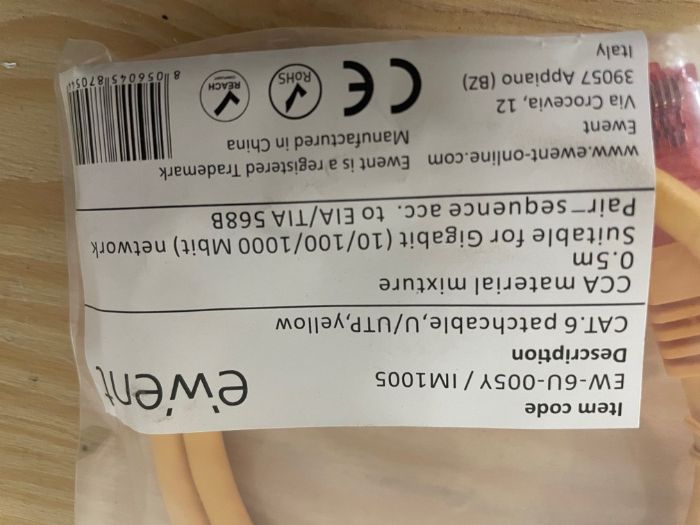 Item code
EW-6U-005Y / IM1005
ewent
Description
CAT.6 patchcable,U/UTP,yellow
CCA material mixture
0.5m
Suitable for Gigabit (10/100/1000 Mbit) network
Pair-sequence acc. to EIA/TIA 568B
www.ewent-online.com
Ewent
Via Crocevia, 12
39057 Appiano (BZ)
Italy
Ewent is a registered Trademark
Manufactured in China
CE
RoHS
REACH
COMPLIANT